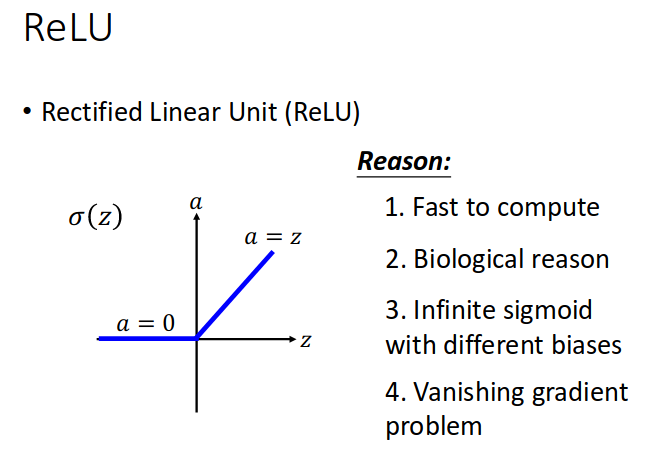 ReLU
• Rectified Linear Unit (ReLU)
Reason:
σ(z)
a
a = z
a = 0
z
1. Fast to compute
2. Biological reason
3. Infinite sigmoid
with different biases
4. Vanishing gradient
problem